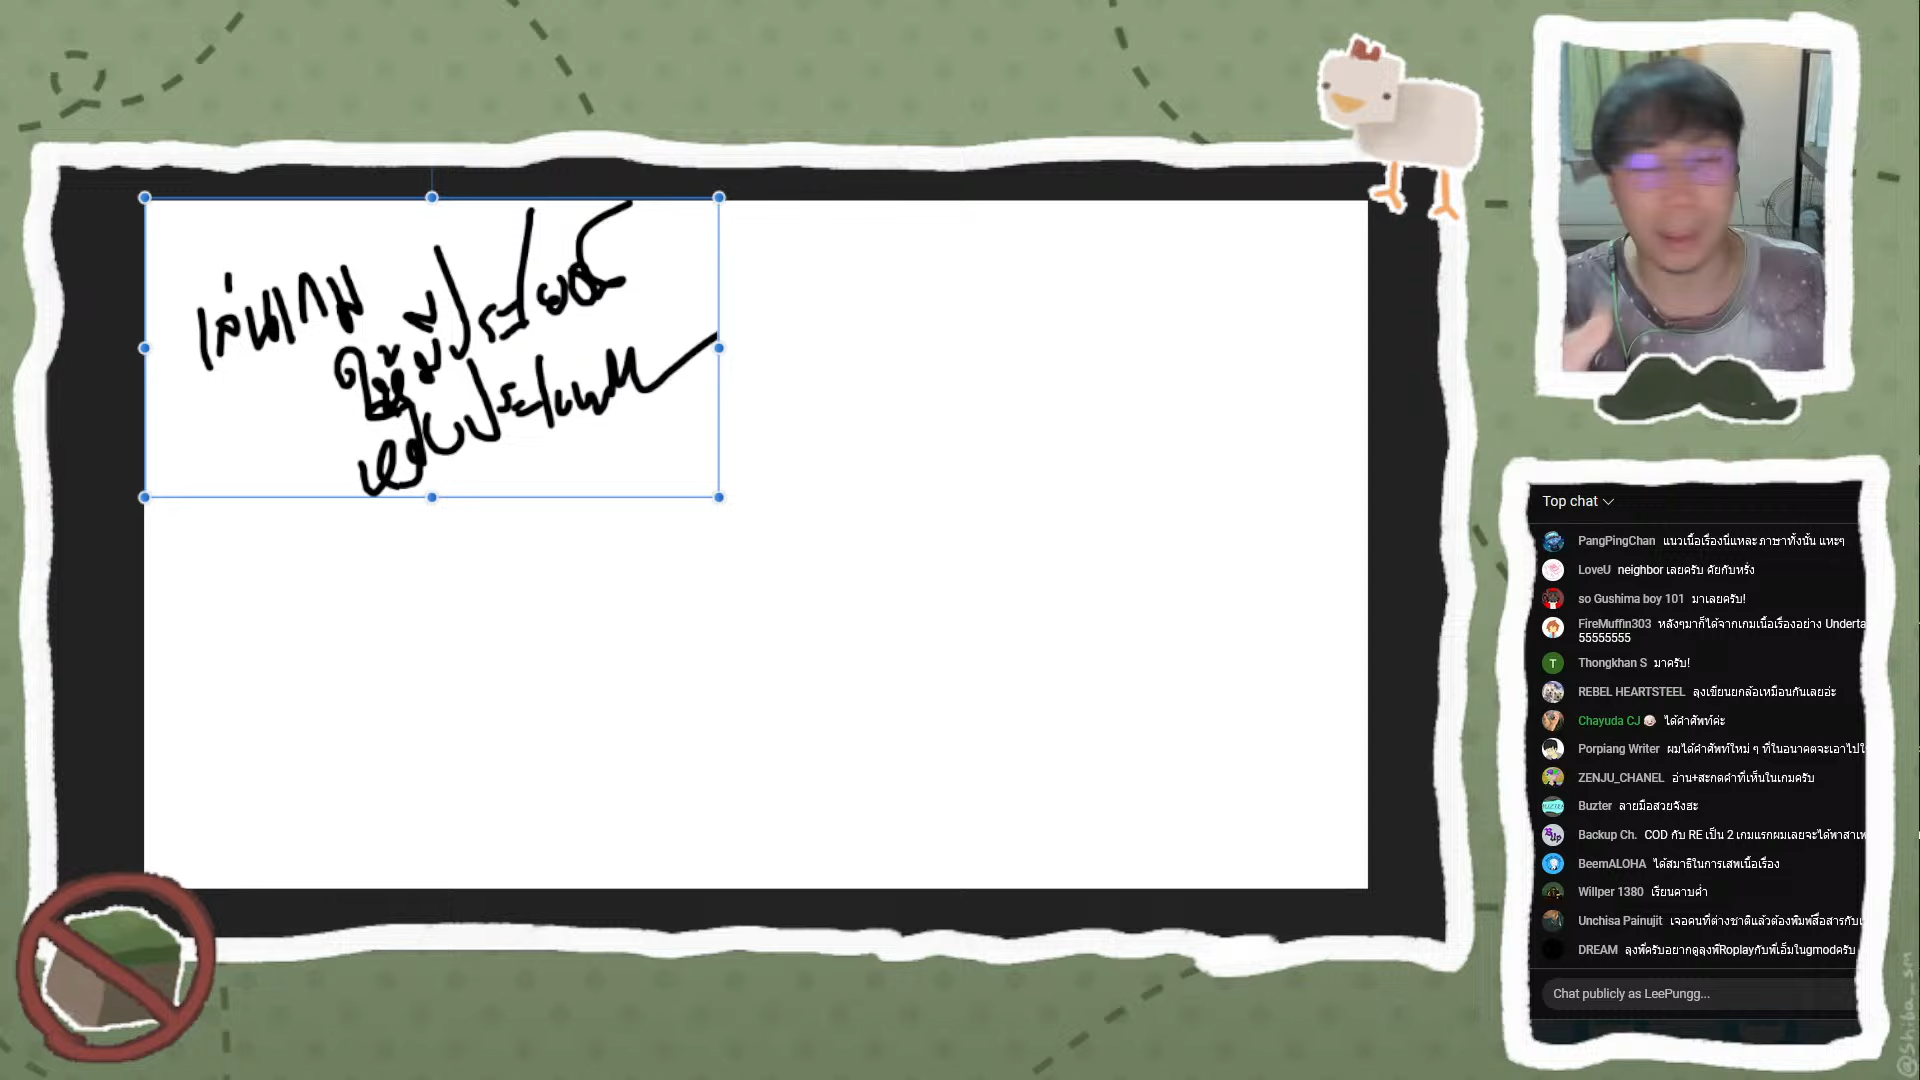 เล่นเกม
ให้มีประโยชน์
Top chat
PangPingChan แนวเนื้อเรื่องนี่แหละ ภาษาทั้งนั้น แหะๆ
LoveU neighbor เลยครับ คัยกับหรั่ง
so Gushima boy 101 มาเลยครับ!
FireMuffin303 หลังๆมาก็ได้จากเกมเนื้อเรื่องอย่าง Underta
55555555
T Thongkhan S มาครับ!
REBEL HEARTSTEEL ลุงเขียนยกล้อเหมือนกันเลยอ่ะ
Chayuda CJ ได้คำศัพท์ค่ะ
Porpiang Writer ผมได้คำศัพท์ใหม่ ๆ ที่ในอนาคตจะเอาไปใ
ZENJU_CHANEL อ่าน+สะกดคำที่เห็นในเกมครับ
Buzter ลายมือสวยจังฮะ
Backup Ch. COD กับ RE เป็น 2 เกมแรกผมเลยจะได้พาสาเห
BeemALOHA ได้สมาธิในการเสพเนื้อเรื่อง
Willper 1380 เรียนคาบค่ำ
Unchisa Painujit เจอคนที่ต่างชาติแล้วต้องพิมพ์สื่อสารกับเ
DREAM ลุงพี่ครับอยากดูลุงพีRoplayกับพี่เอ็มในgmodครับ
Chat publicly as LeePungg...
@Shiba_sm